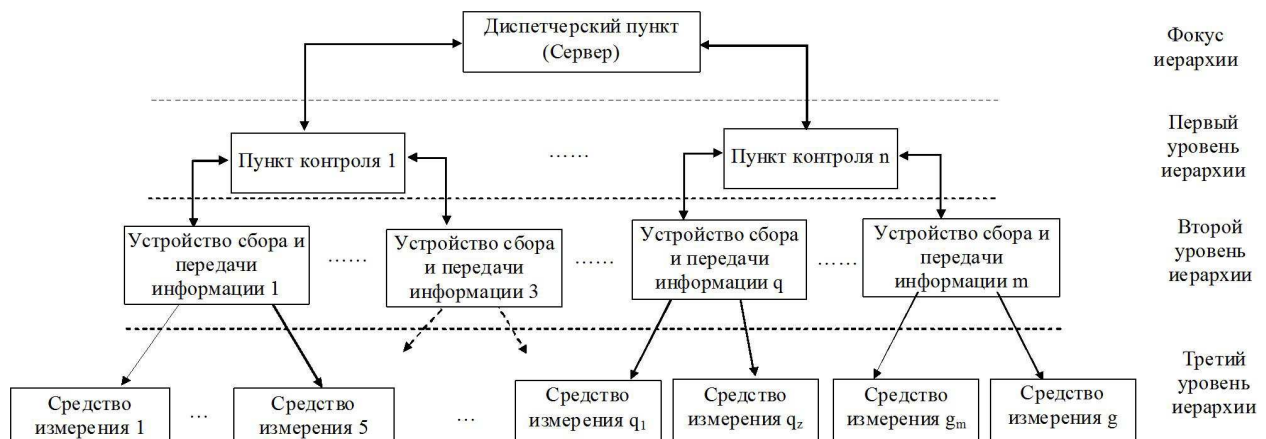 Диспетчерский пункт
(Сервер)
Фокус
иерархии
Пункт контроля 1
......
Пункт контроля n
Первый
уровень
иерархии
Устройство сбора и
передачи
информации 1
......
Устройство сбора
и передачи
информации 3
......
Устройство сбора
и передачи
информации q
......
Устройство сбора и
передачи
информации m
Второй
уровень
иерархии
Средство
измерения 1
...
Средство
измерения 5
...
Средство
измерения q₁
Средство
измерения qz
Средство
измерения gm
Средство
измерения g
Третий
уровень
иерархии